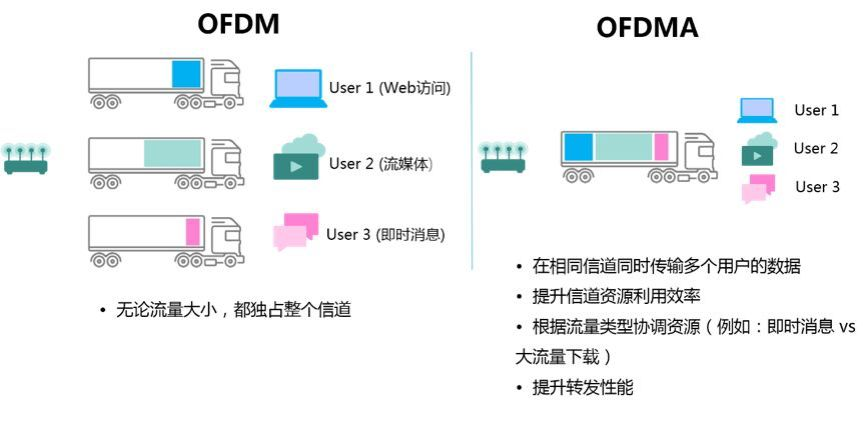 OFDM
User 1 (Web访问)
User 2 (流媒体)
User 3 (即时消息)
• 无论流量大小，都独占整个信道
OFDMA
User 1
User 2
User 3
• 在相同信道同时传输多个用户的数据
• 提升信道资源利用效率
• 根据流量类型协调资源（例如：即时消息 vs
大流量下载）
• 提升转发性能